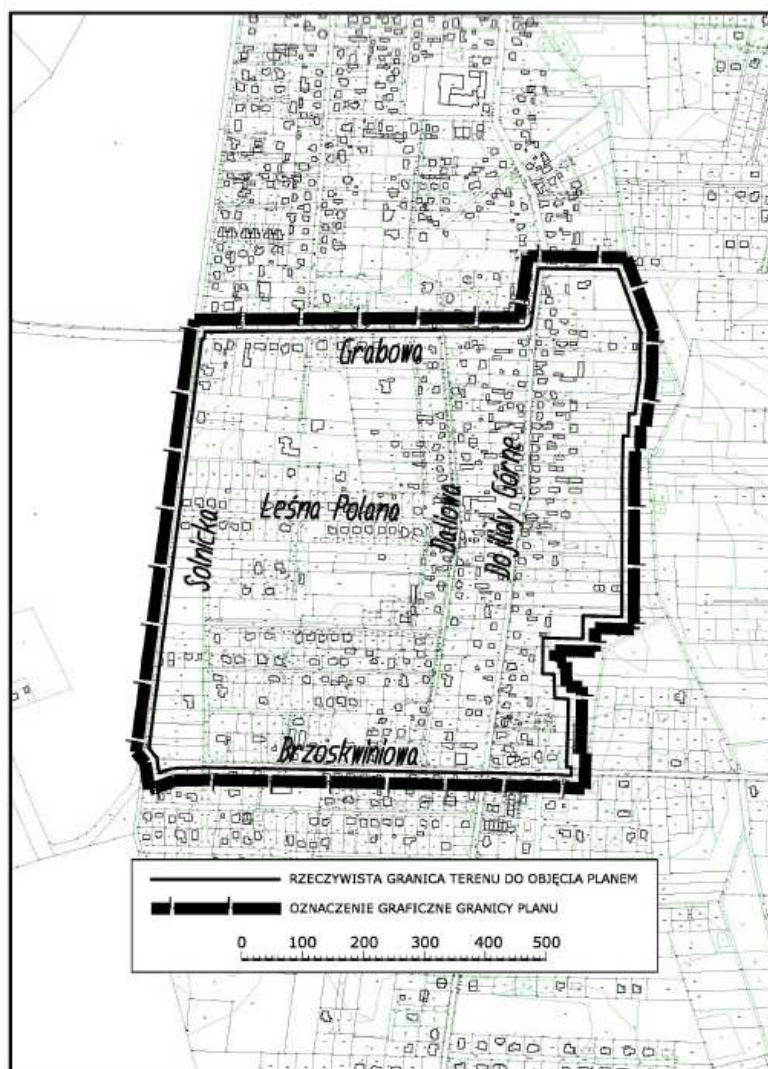 Grabowa
Solnicka
Leśna Polana
Daliowa
Dojlidy Górne
Brzoskwiniowa
RZECZYWISTA GRANICA TERENU DO OBJĘCIA PLANEM
OZNACZENIE GRAFICZNE GRANICY PLANU
0 100 200 300 400 500